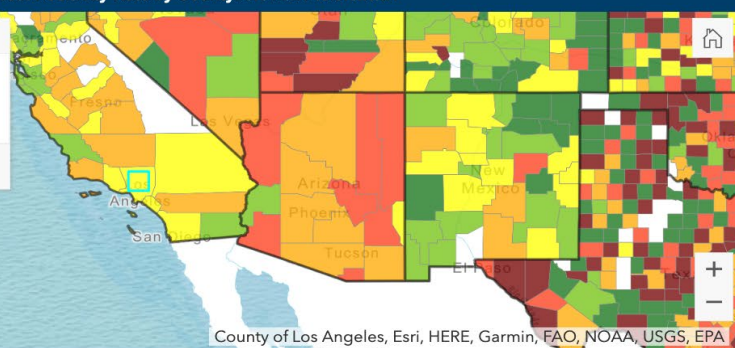 Colorado
Fresno
Las Vegas
Arizona
New
Mexico
Los
Angeles
Phoenix
San Diego
Tucson
El Paso
+
−
County of Los Angeles, Esri, HERE, Garmin, FAO, NOAA, USGS, EPA